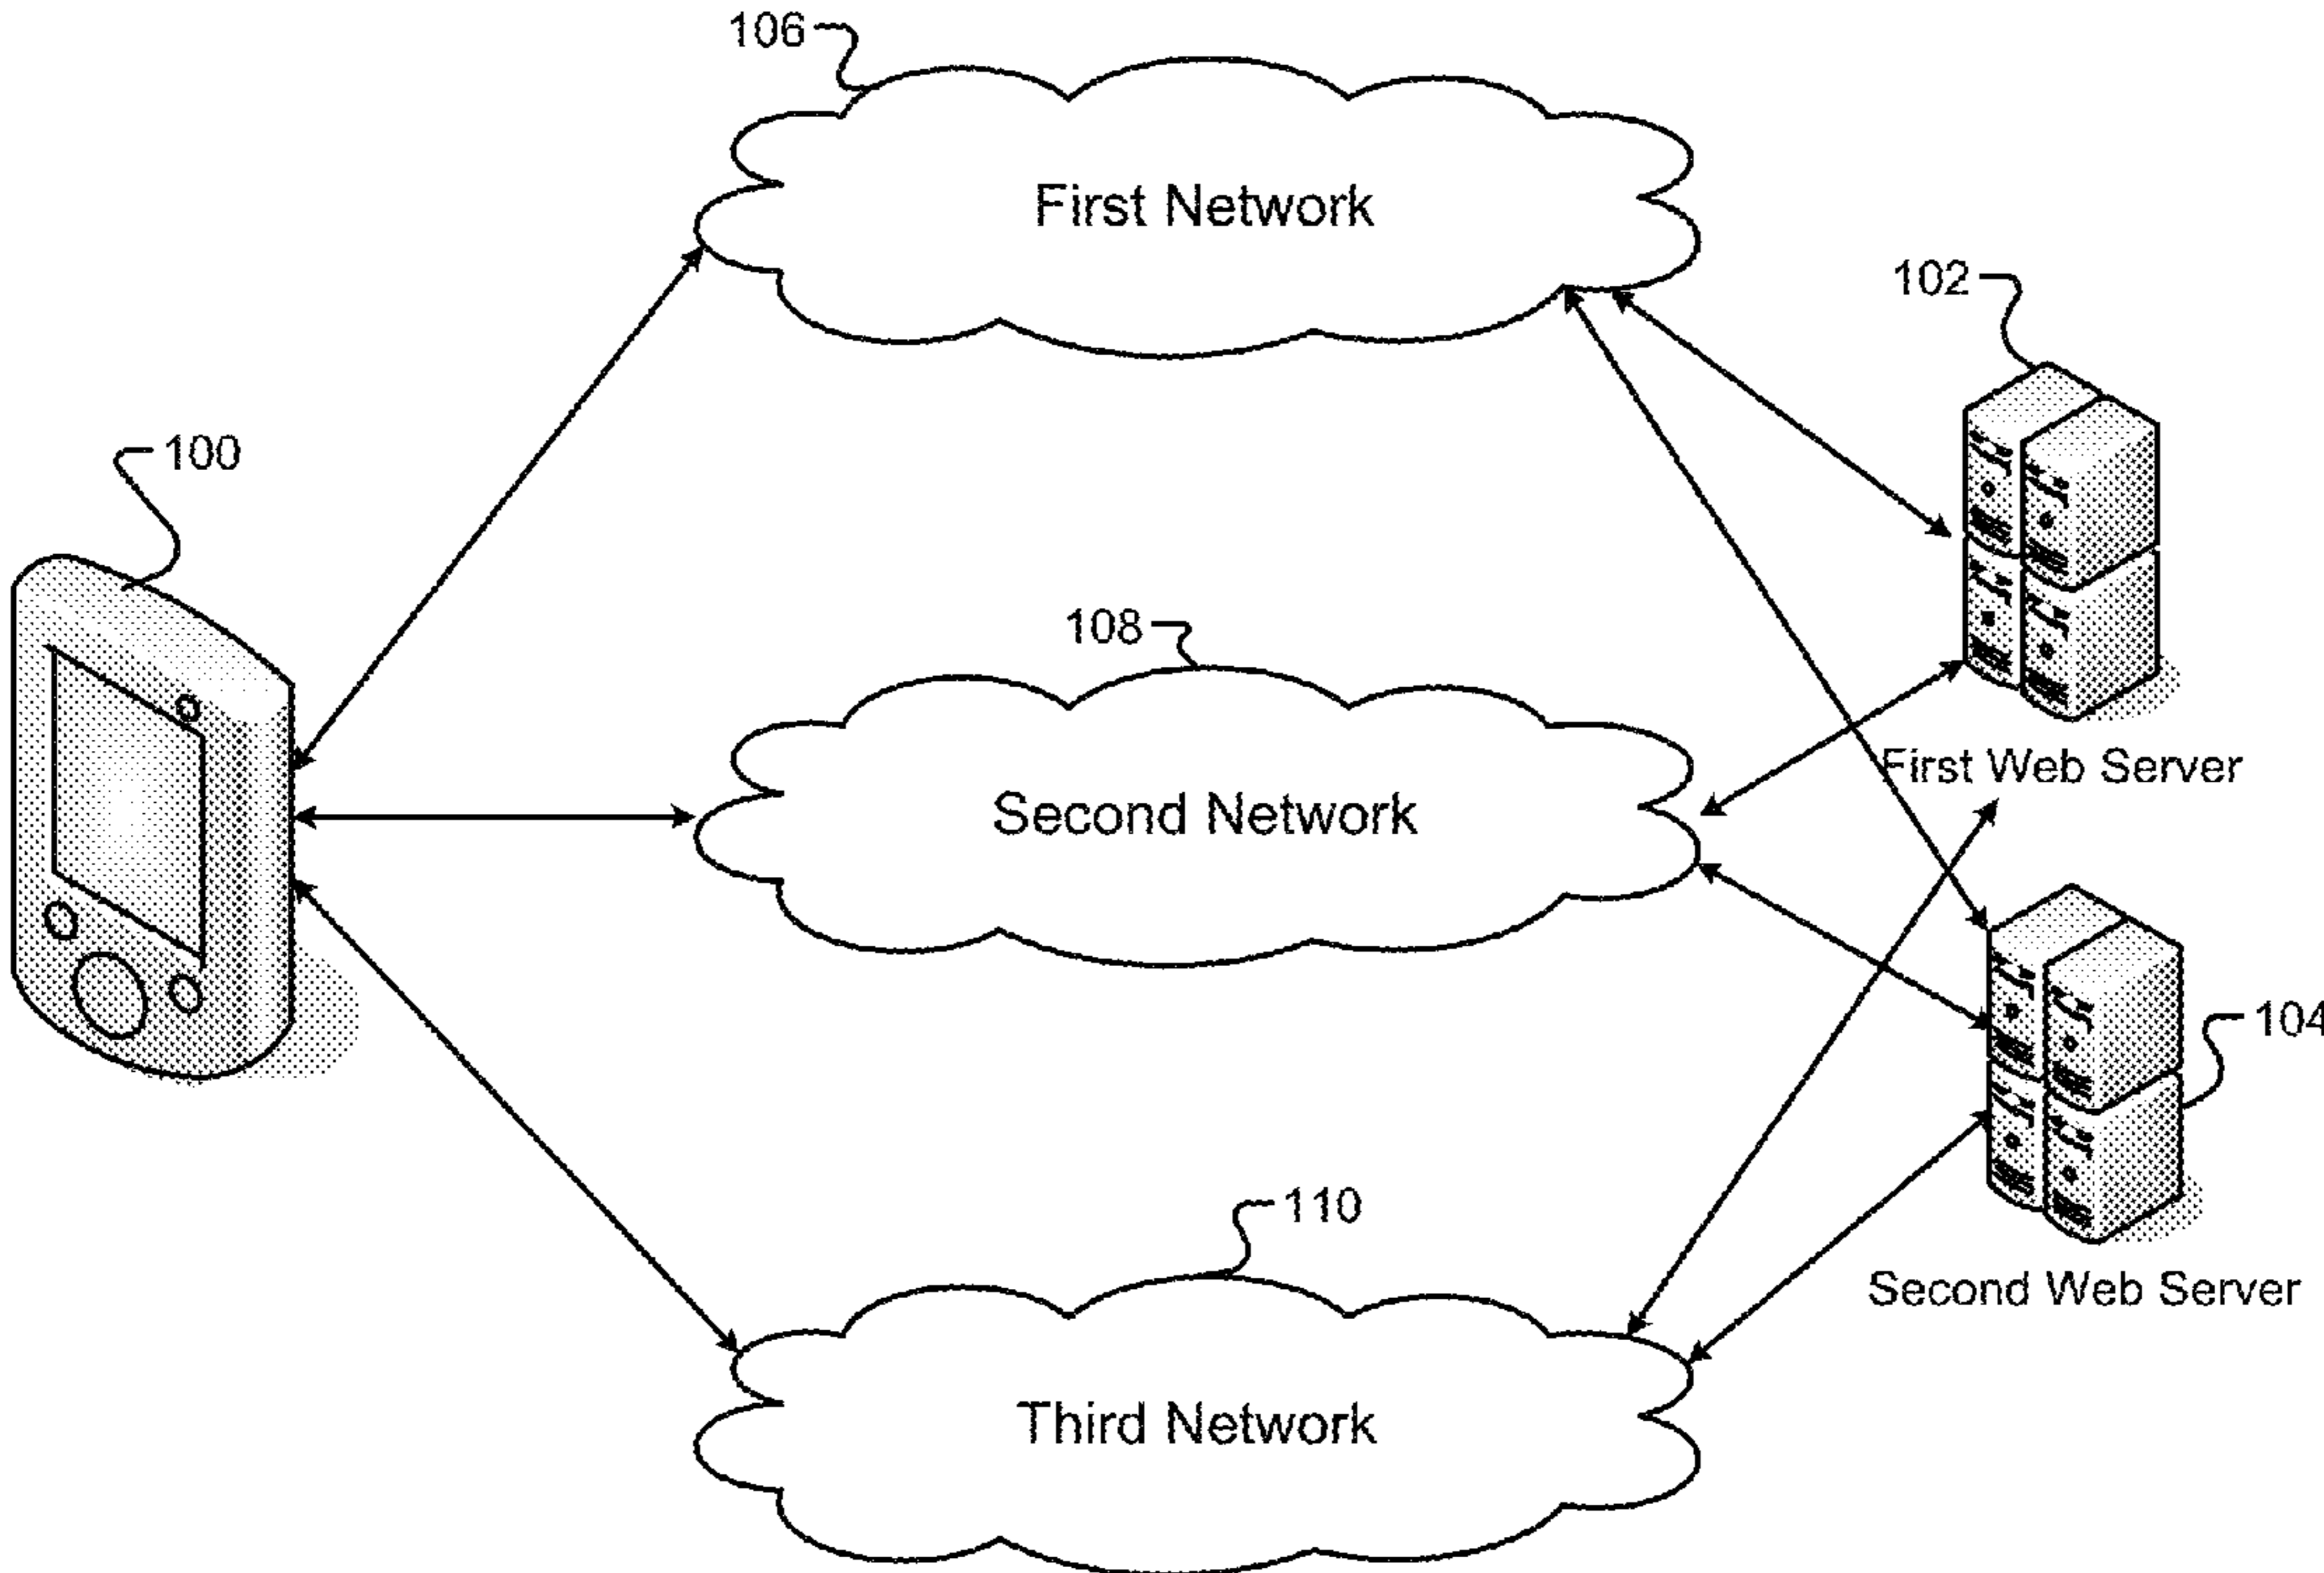 106
First Network
102
100
108
First Web Server
Second Network
104
110
Second Web Server
Third Network